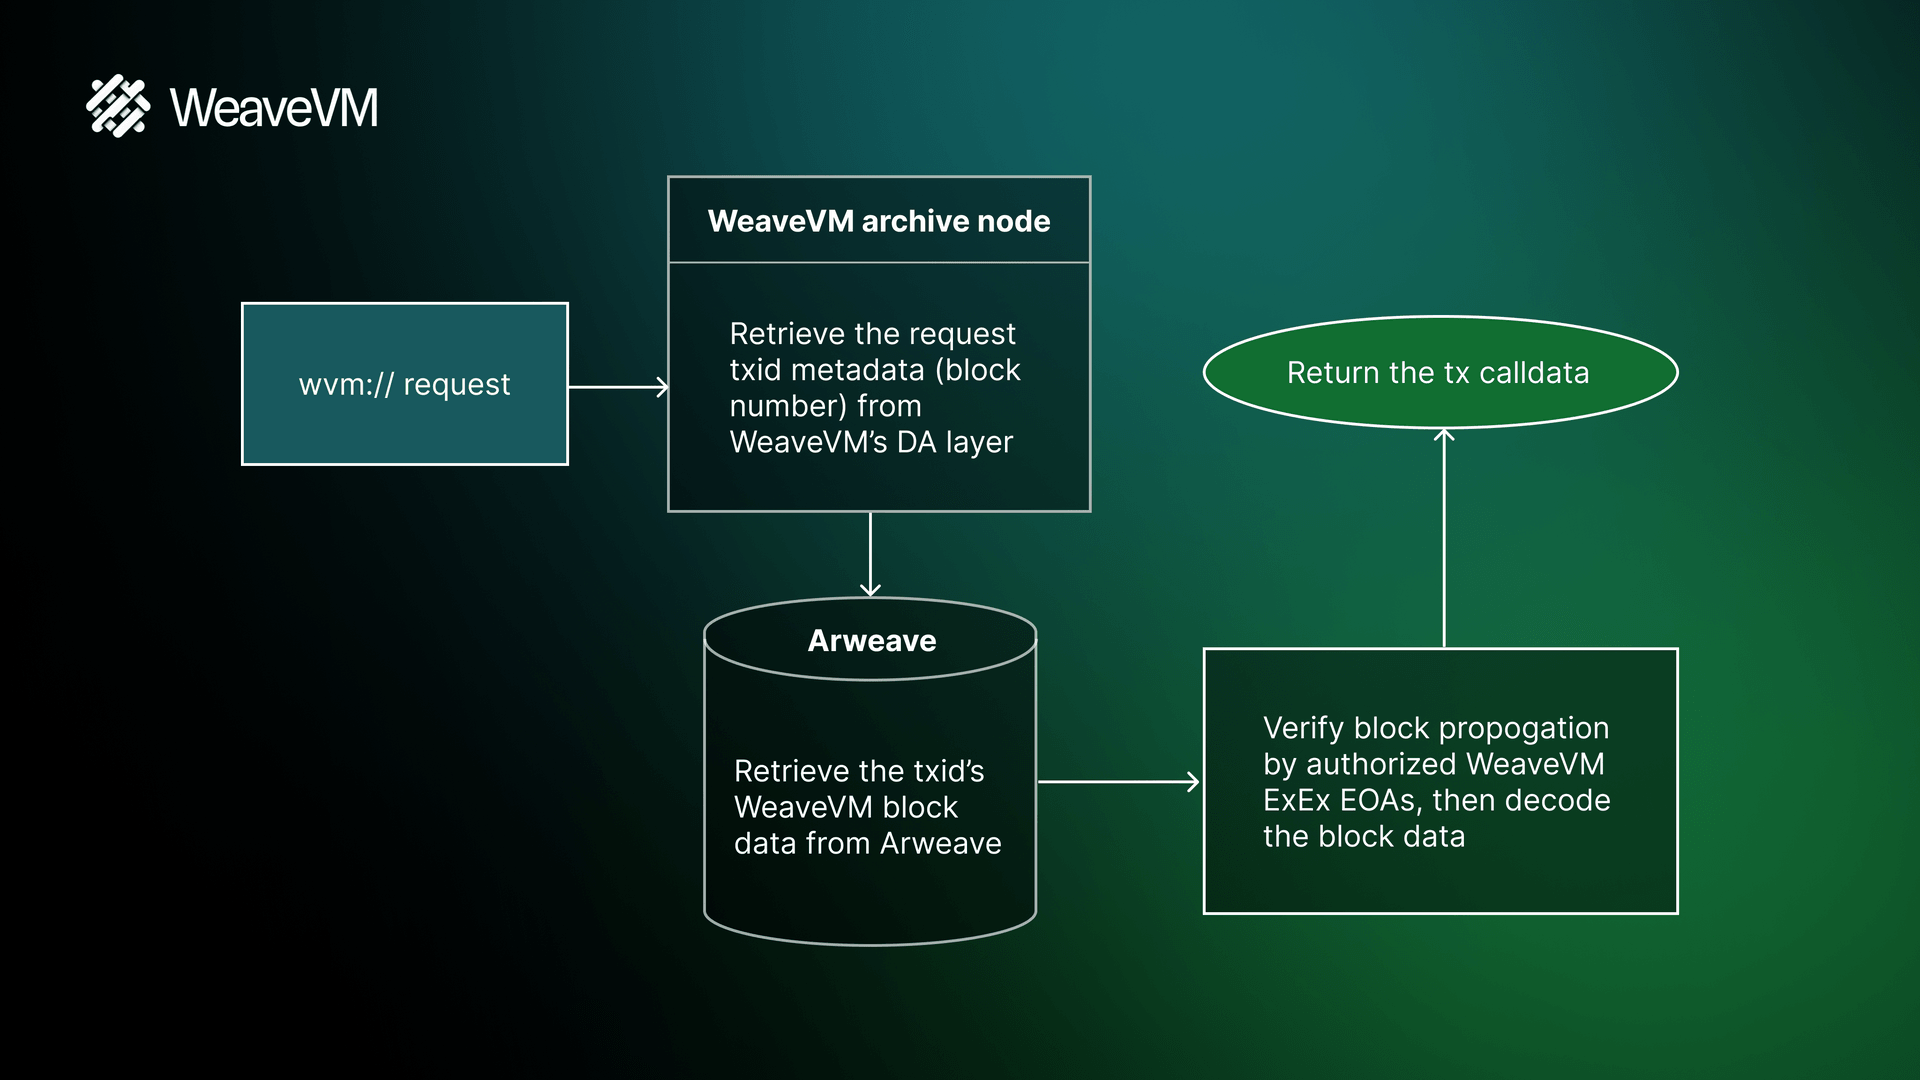 WeaveVM
WeaveVM archive node
wvm:// request
Retrieve the request
txid metadata (block
number) from
WeaveVM’s DA layer
Return the tx calldata
Arweave
Retrieve the txid’s
WeaveVM block
data from Arweave
Verify block propogation
by authorized WeaveVM
ExEx EOAs, then decode
the block data